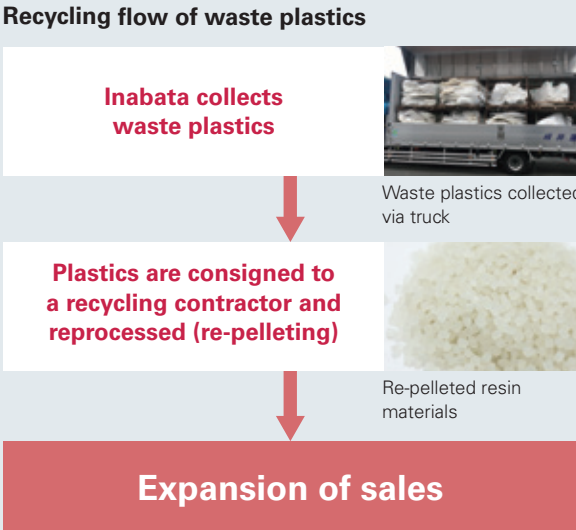 Recycling flow of waste plastics
Inabata collects
waste plastics
Waste plastics collected
via truck
Plastics are consigned to
a recycling contractor and
reprocessed (re-pelleting)
Re-pelleted resin
materials
Expansion of sales